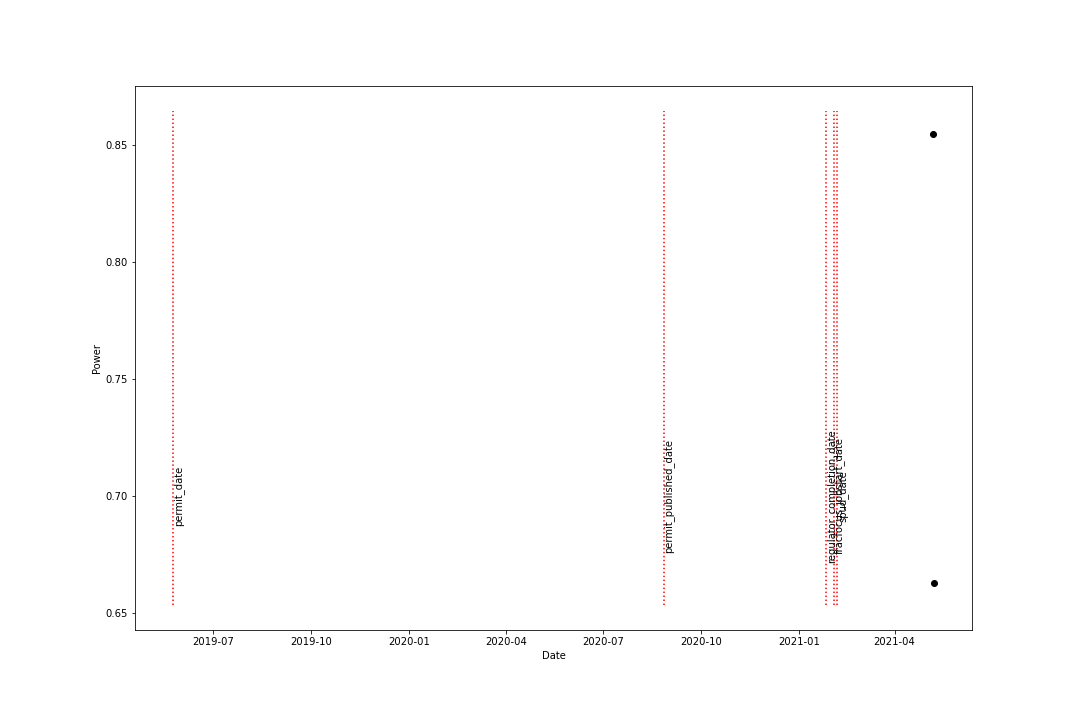 0.85
0.80
0.75
0.70
0.65
Power
permit_date
permit_published_date
regulator_completion_date
spud_date
2019-07
2019-10
2020-01
2020-04
2020-07
2020-10
2021-01
2021-04
Date